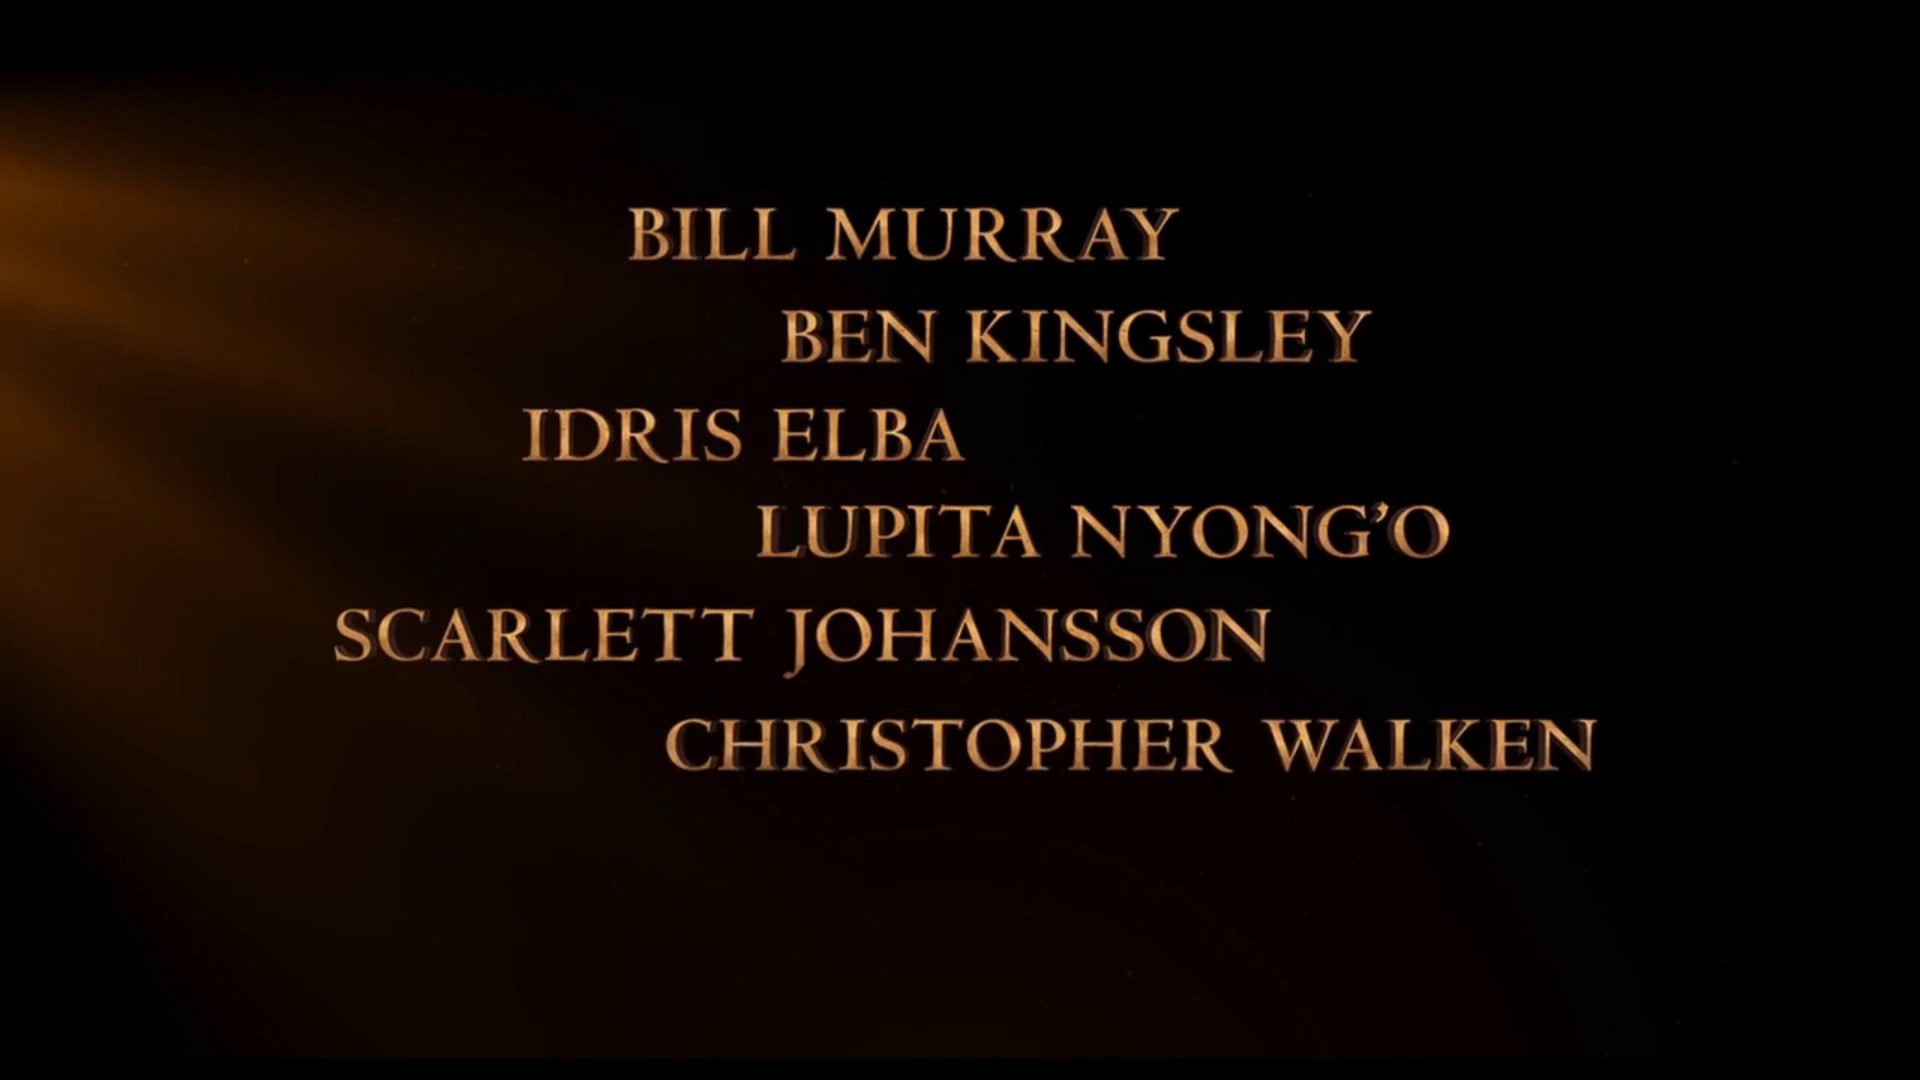 BILL MURRAY
BEN KINGSLEY
IDRIS ELBA
LUPITA NYONG’O
SCARLETT JOHANSSON
CHRISTOPHER WALKEN